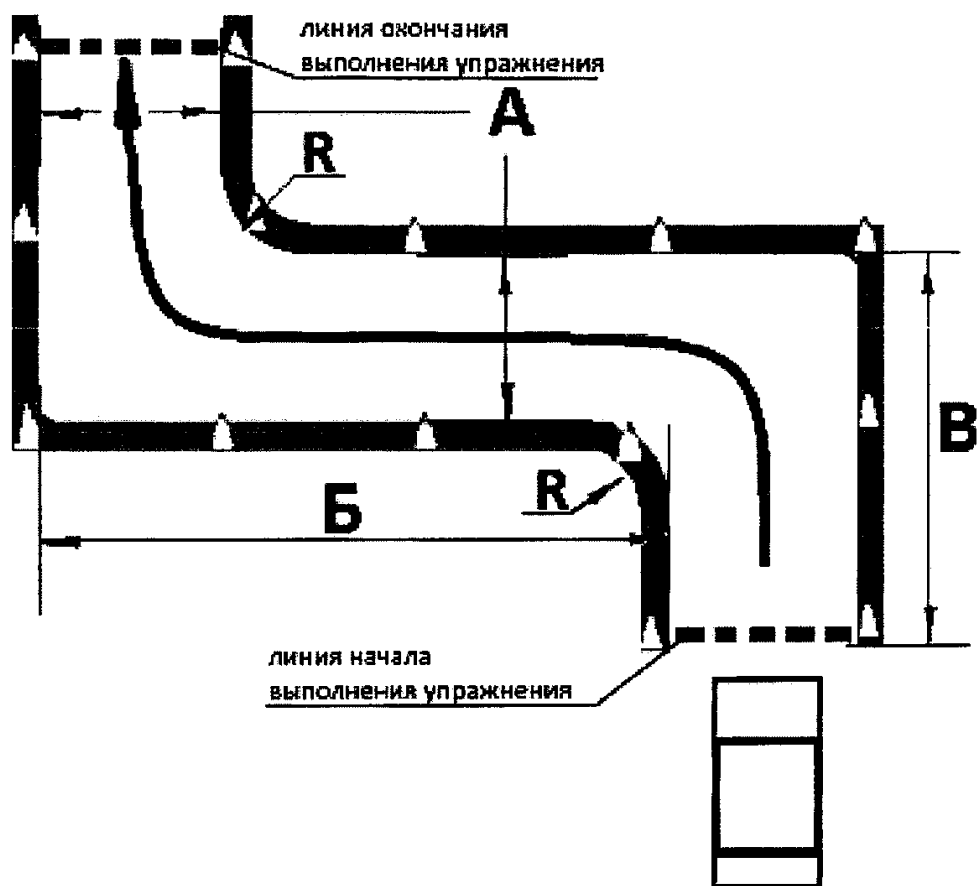 линия окончания
выполнения упражнения
А
R
В
R
Б
линия начала
выполнения упражнения